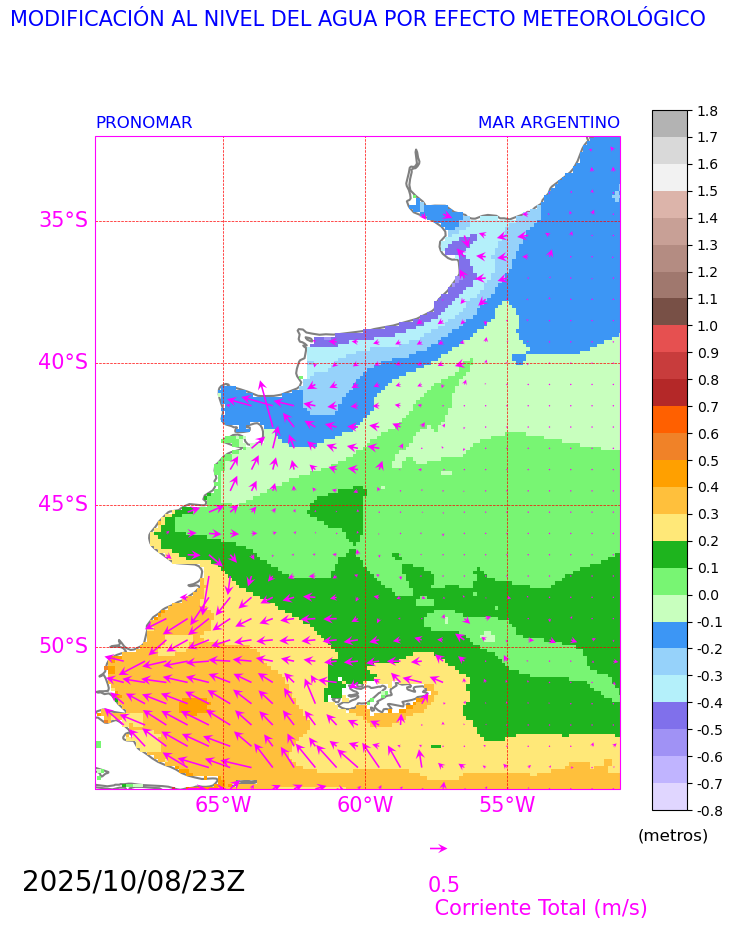 MODIFICACIÓN AL NIVEL DEL AGUA POR EFECTO METEOROLÓGICO
PRONOMAR
MAR ARGENTINO
35°S
40°S
45°S
50°S
65°W
60°W
55°W
1.8
1.7
1.6
1.5
1.4
1.3
1.2
1.1
1.0
0.9
0.8
0.7
0.6
0.5
0.4
0.3
0.2
0.1
0.0
-0.1
-0.2
-0.3
-0.4
-0.5
-0.6
-0.7
-0.8
(metros)
2025/10/08/23Z
0.5
Corriente Total (m/s)